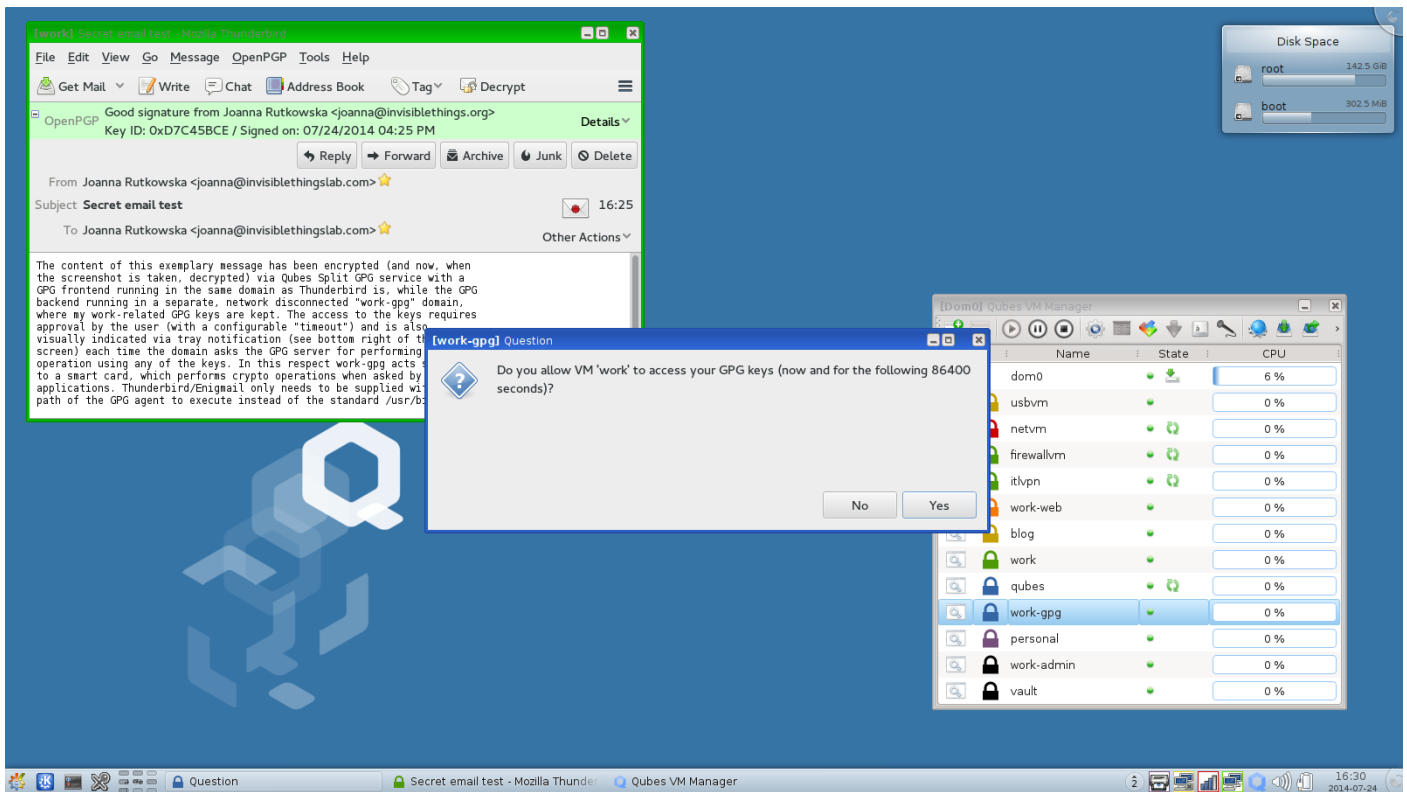 [work] Secret email test - Mozilla Thunderbird
File Edit View Go Message OpenPGP Tools Help
Get Mail Write Chat Address Book Tag Decrypt
OpenPGP Good signature from Joanna Rutkowska <joanna@invisiblethings.org>
Key ID: 0xD7C45BCE / Signed on: 07/24/2014 04:25 PM
Details
Reply Forward Archive Junk Delete
From Joanna Rutkowska <joanna@invisiblethingslab.com>
Subject Secret email test 16:25
To Joanna Rutkowska <joanna@invisiblethingslab.com>
Other Actions
The content of this exemplary message has been encrypted (and now, when
the screenshot is taken, decrypted) via Qubes Split GPG service with a
GPG frontend running in the same domain as Thunderbird is, while the GPG
backend running in a separate, network disconnected "work-gpg" domain,
where my work-related GPG keys are kept. The access to the keys requires
approval by the user (with a configurable "timeout") and is also
visually indicated via tray notification (see bottom right of
screen) each time the domain asks the GPG server for performing
operation using any of the keys. In this respect work-gpg acts
to a smart card, which performs crypto operations when asked by
applications. Thunderbird/Enigmail only needs to be supplied
path of the GPG agent to execute instead of the standard
[work-gpg] Question
Do you allow VM 'work' to access your GPG keys (now and for the following 86400
seconds)?
No Yes
Disk Space
root 142.5 GiB
boot 302.5 MiB
[Dom0] Qubes VM Manager
Name State CPU
dom0 6 %
usbvm 0 %
netvm 0 %
firewallvm 0 %
itlvpn 0 %
work-web 0 %
blog 0 %
work 0 %
qubes 0 %
work-gpg 0 %
personal 0 %
work-admin 0 %
vault 0 %
Question
Secret email test - Mozilla Thunder
Qubes VM Manager
2
16:30
2014-07-24